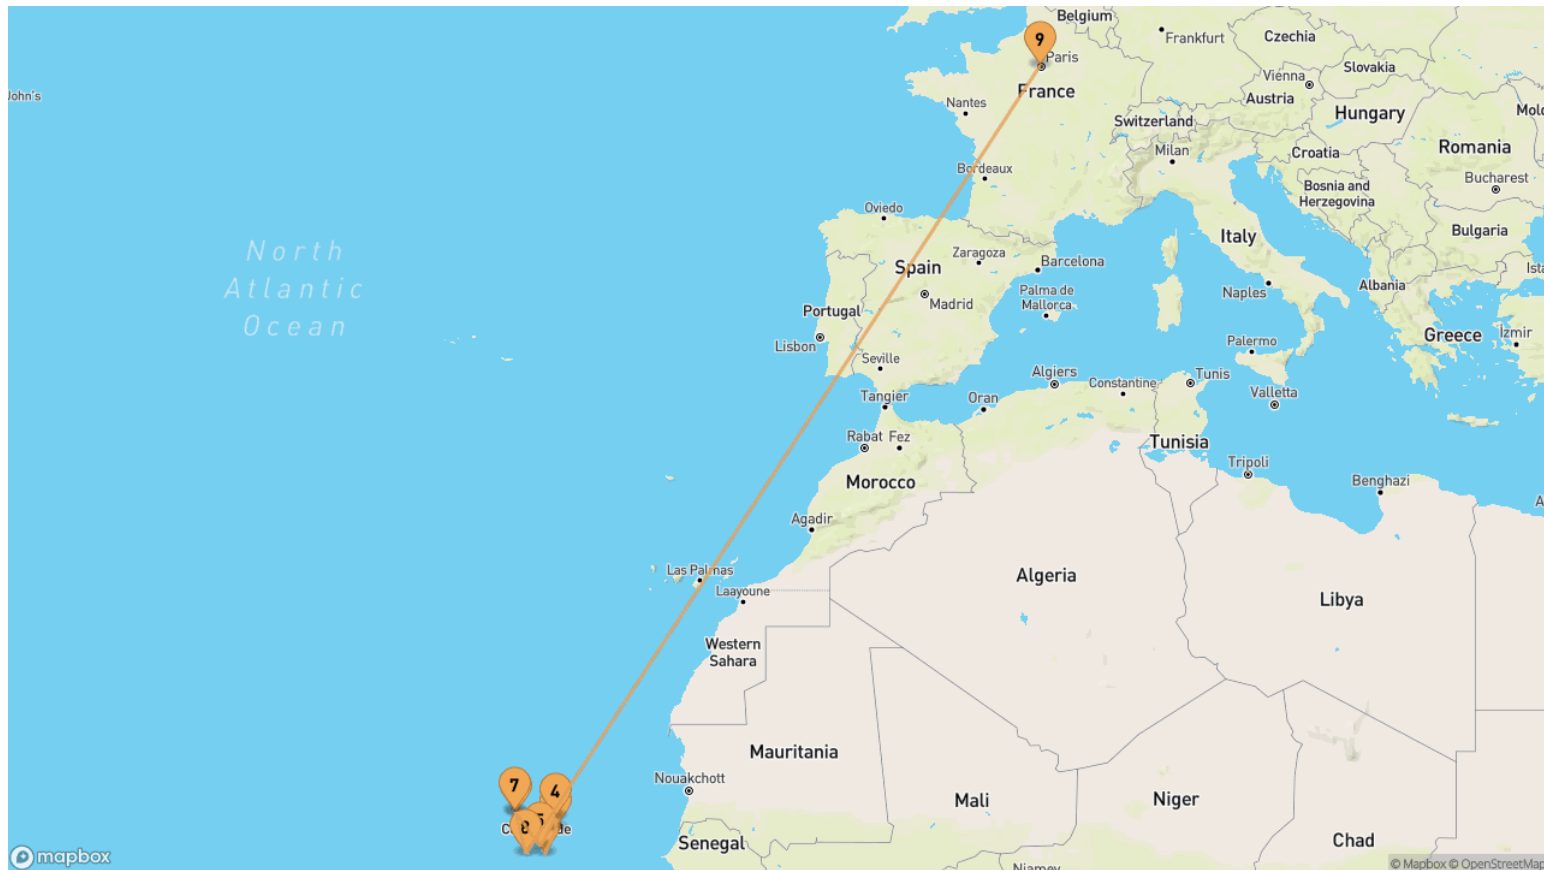 Belgium
9
Paris
Frankfurt
Czechia
Slovakia
Vienna
Austria
France
John's
Nantes
Switzerland
Hungary
Milan
Croatia
Romania
Bordeaux
Bosnia and
Herzegovina
Bucharest
Oviedo
Bulgaria
Italy
North
Atlantic
Ocean
Zaragoza
Barcelona
Spain
Madrid
Palma de
Mallorca
Naples
Albania
Portugal
Lisbon
Greece
Izmir
Palermo
Seville
Algiers
Constantine
Tunis
Valletta
Tangier
Oran
Rabat
Fez
Tunisia
Tripoli
Morocco
Benghazi
Agadir
Las Palmas
Laayoune
Algeria
Libya
Western
Sahara
Mauritania
Nouakchott
7
4
Mali
Niger
Senegal
Chad
Niamey
mapbox
© Mapbox © OpenStreetMap